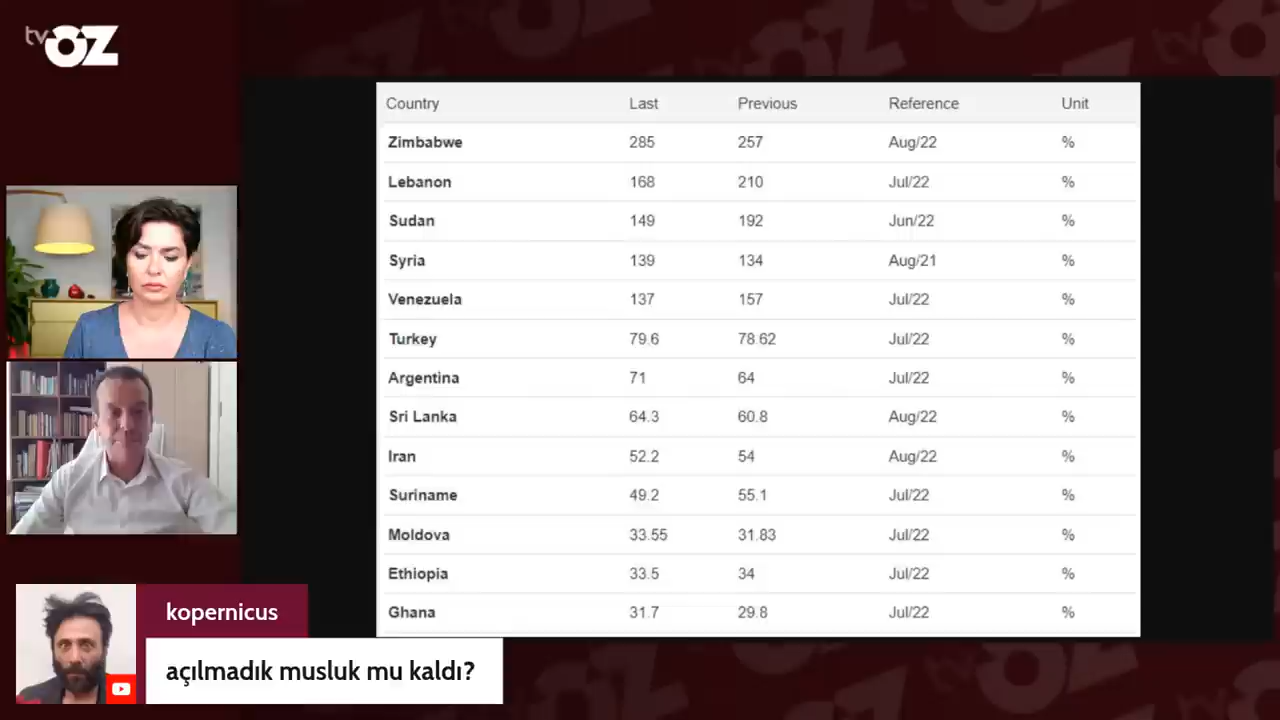 tv ÖZ
Country Last Previous Reference Unit
Zimbabwe 285 257 Aug/22 %
Lebanon 168 210 Jul/22 %
Sudan 149 192 Jun/22 %
Syria 139 134 Aug/21 %
Venezuela 137 157 Jul/22 %
Turkey 79.6 78.62 Jul/22 %
Argentina 71 64 Jul/22 %
Sri Lanka 64.3 60.8 Aug/22 %
Iran 52.2 54 Aug/22 %
Suriname 49.2 55.1 Jul/22 %
Moldova 33.55 31.83 Jul/22 %
Ethiopia 33.5 34 Jul/22 %
Ghana 31.7 29.8 Jul/22 %
kopernicus
açılmadık musluk mu kaldı?